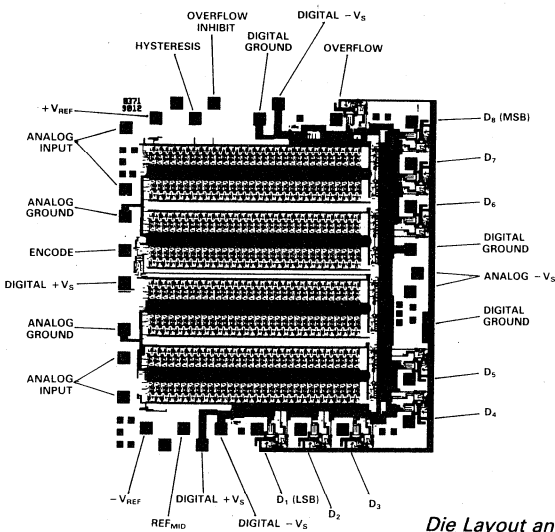 OVERFLOW
INHIBIT
DIGITAL –VS
HYSTERESIS
DIGITAL
GROUND
OVERFLOW
+VREF
8371
9012
ANALOG
INPUT
ANALOG
GROUND
ENCODE
DIGITAL +VS
ANALOG
GROUND
ANALOG
INPUT
D8 (MSB)
D7
D6
DIGITAL
GROUND
ANALOG –VS
DIGITAL
GROUND
D5
D4
–VREF
REFMID
DIGITAL +VS
DIGITAL –VS
D1 (LSB)
D2
D3
Die Layout an